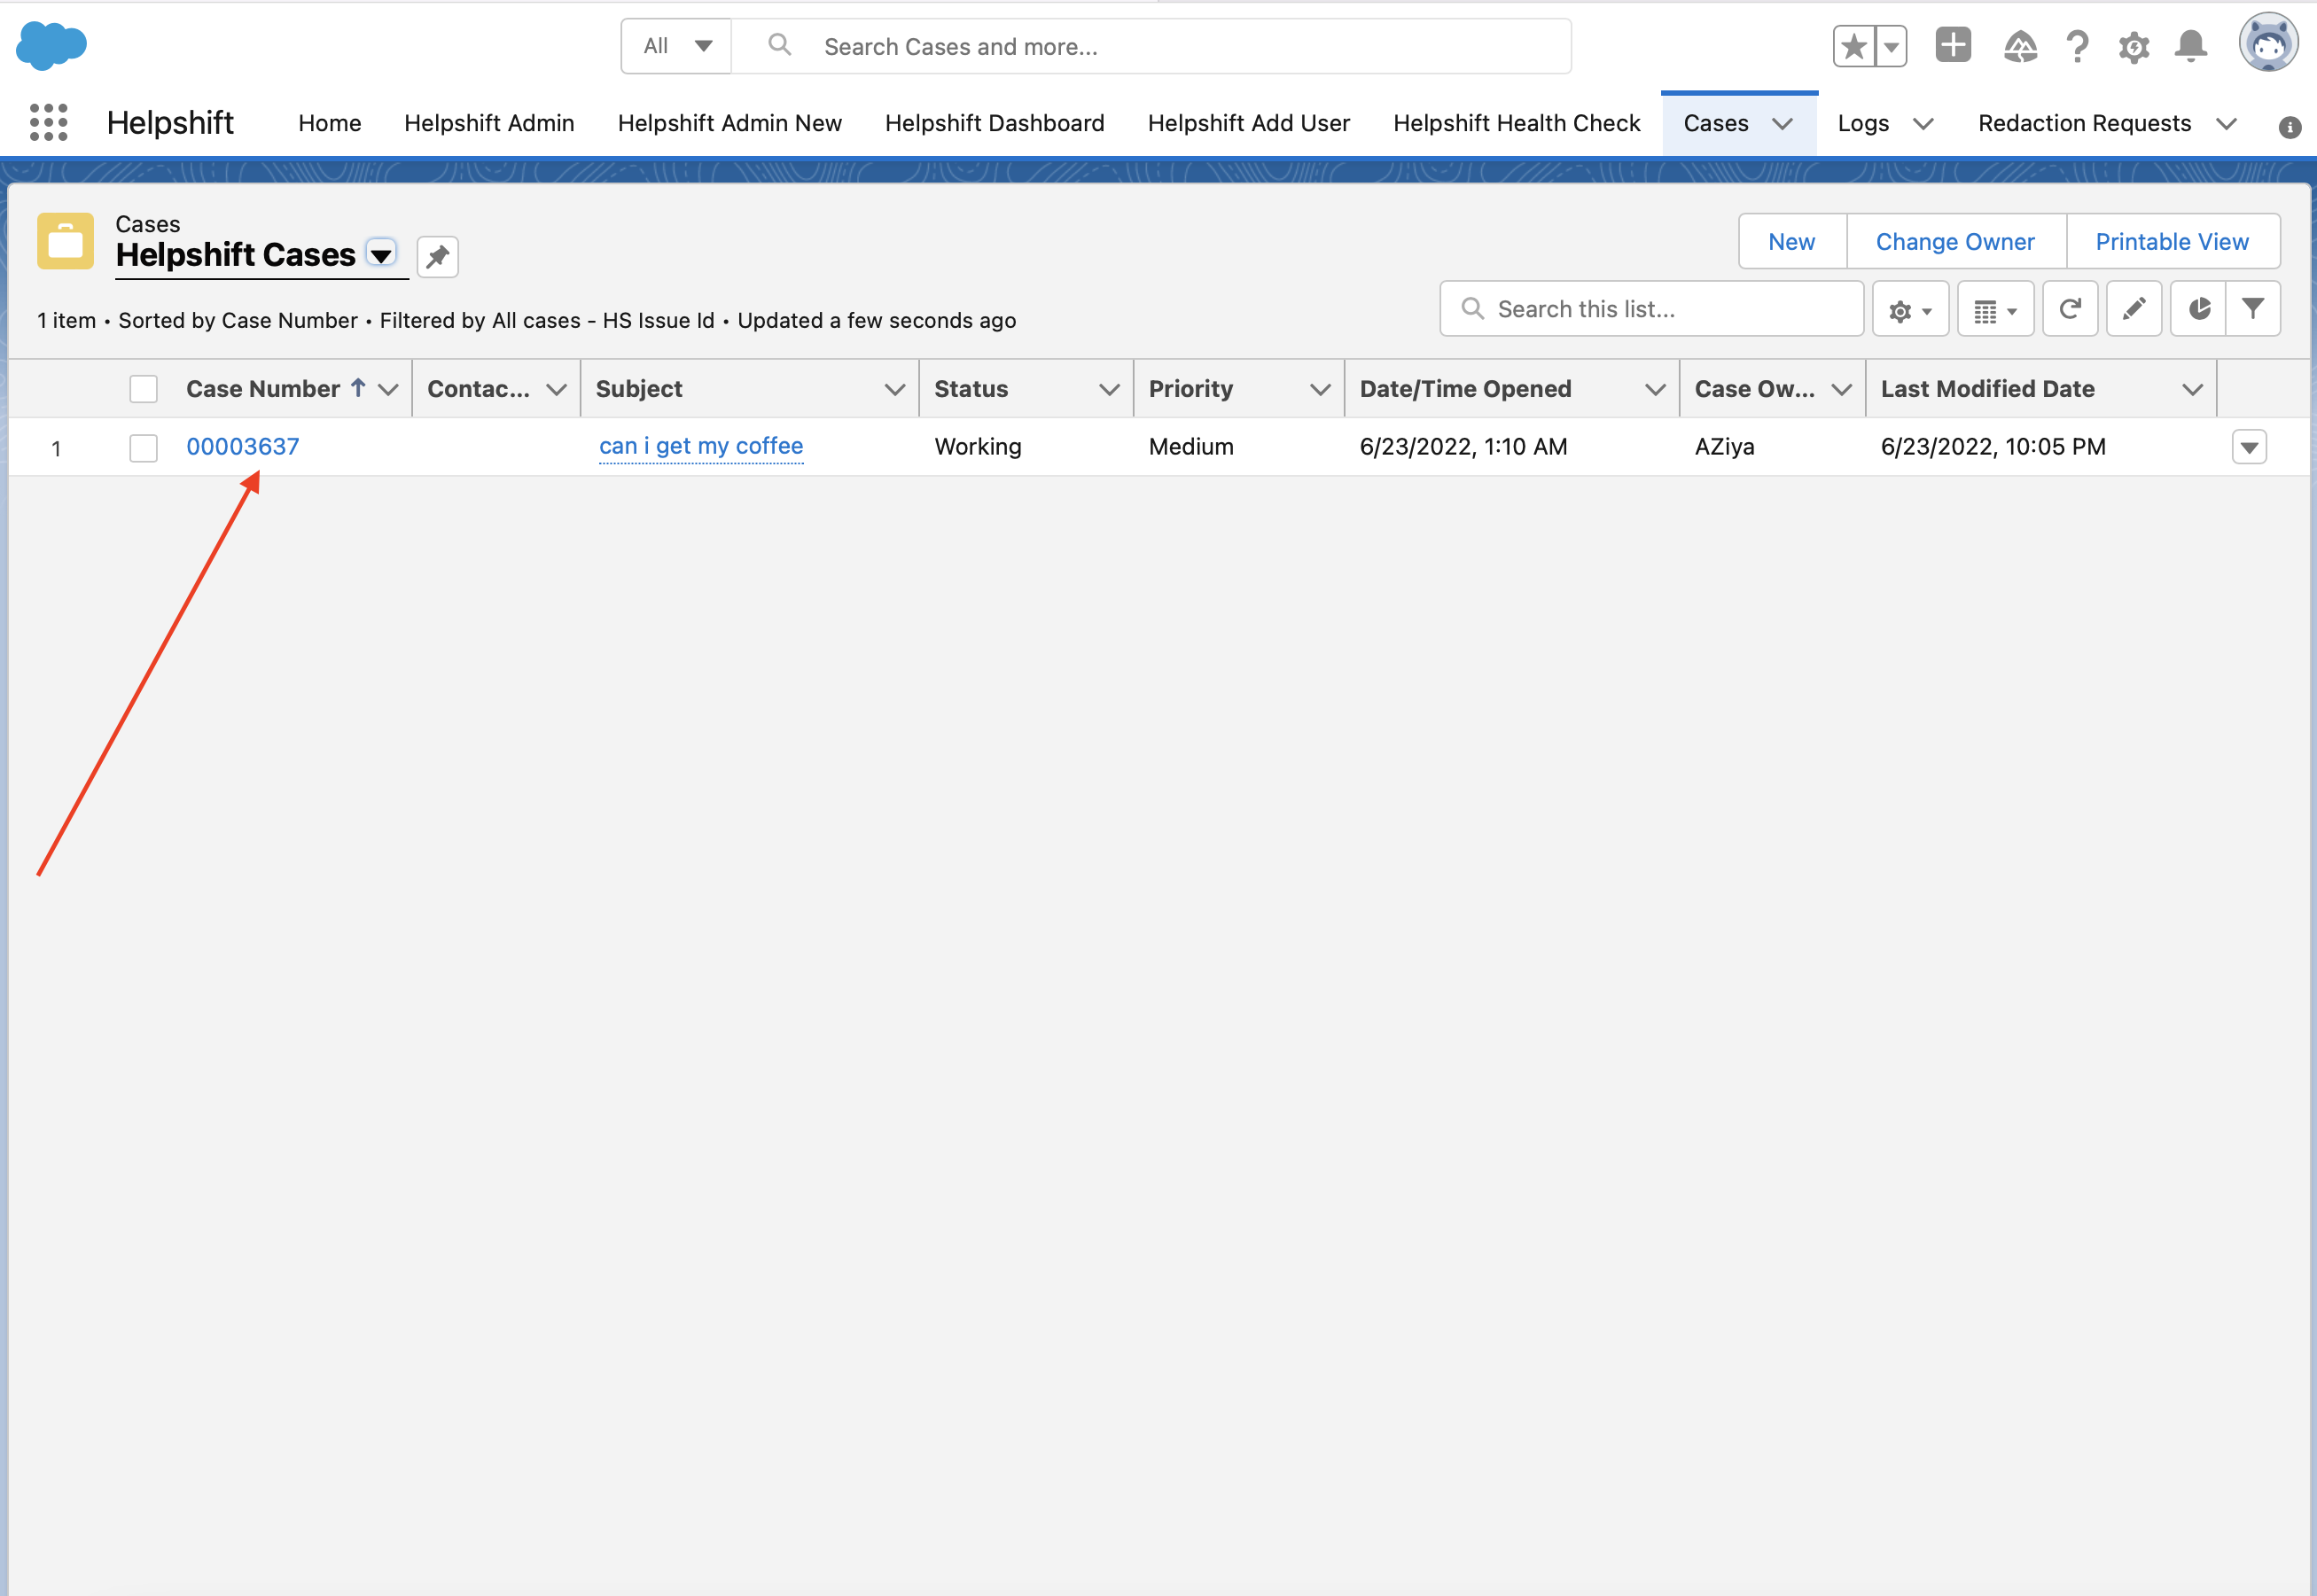 All
Search Cases and more...
Helpshift
Home
Helpshift Admin
Helpshift Admin New
Helpshift Dashboard
Helpshift Add User
Helpshift Health Check
Cases
Logs
Redaction Requests
Cases
Helpshift Cases
New
Change Owner
Printable View
1 item • Sorted by Case Number • Filtered by All cases - HS Issue Id • Updated a few seconds ago
Search this list...
Case Number
Contac...
Subject
Status
Priority
Date/Time Opened
Case Ow...
Last Modified Date
1
00003637
can i get my coffee
Working
Medium
6/23/2022, 1:10 AM
AZiya
6/23/2022, 10:05 PM